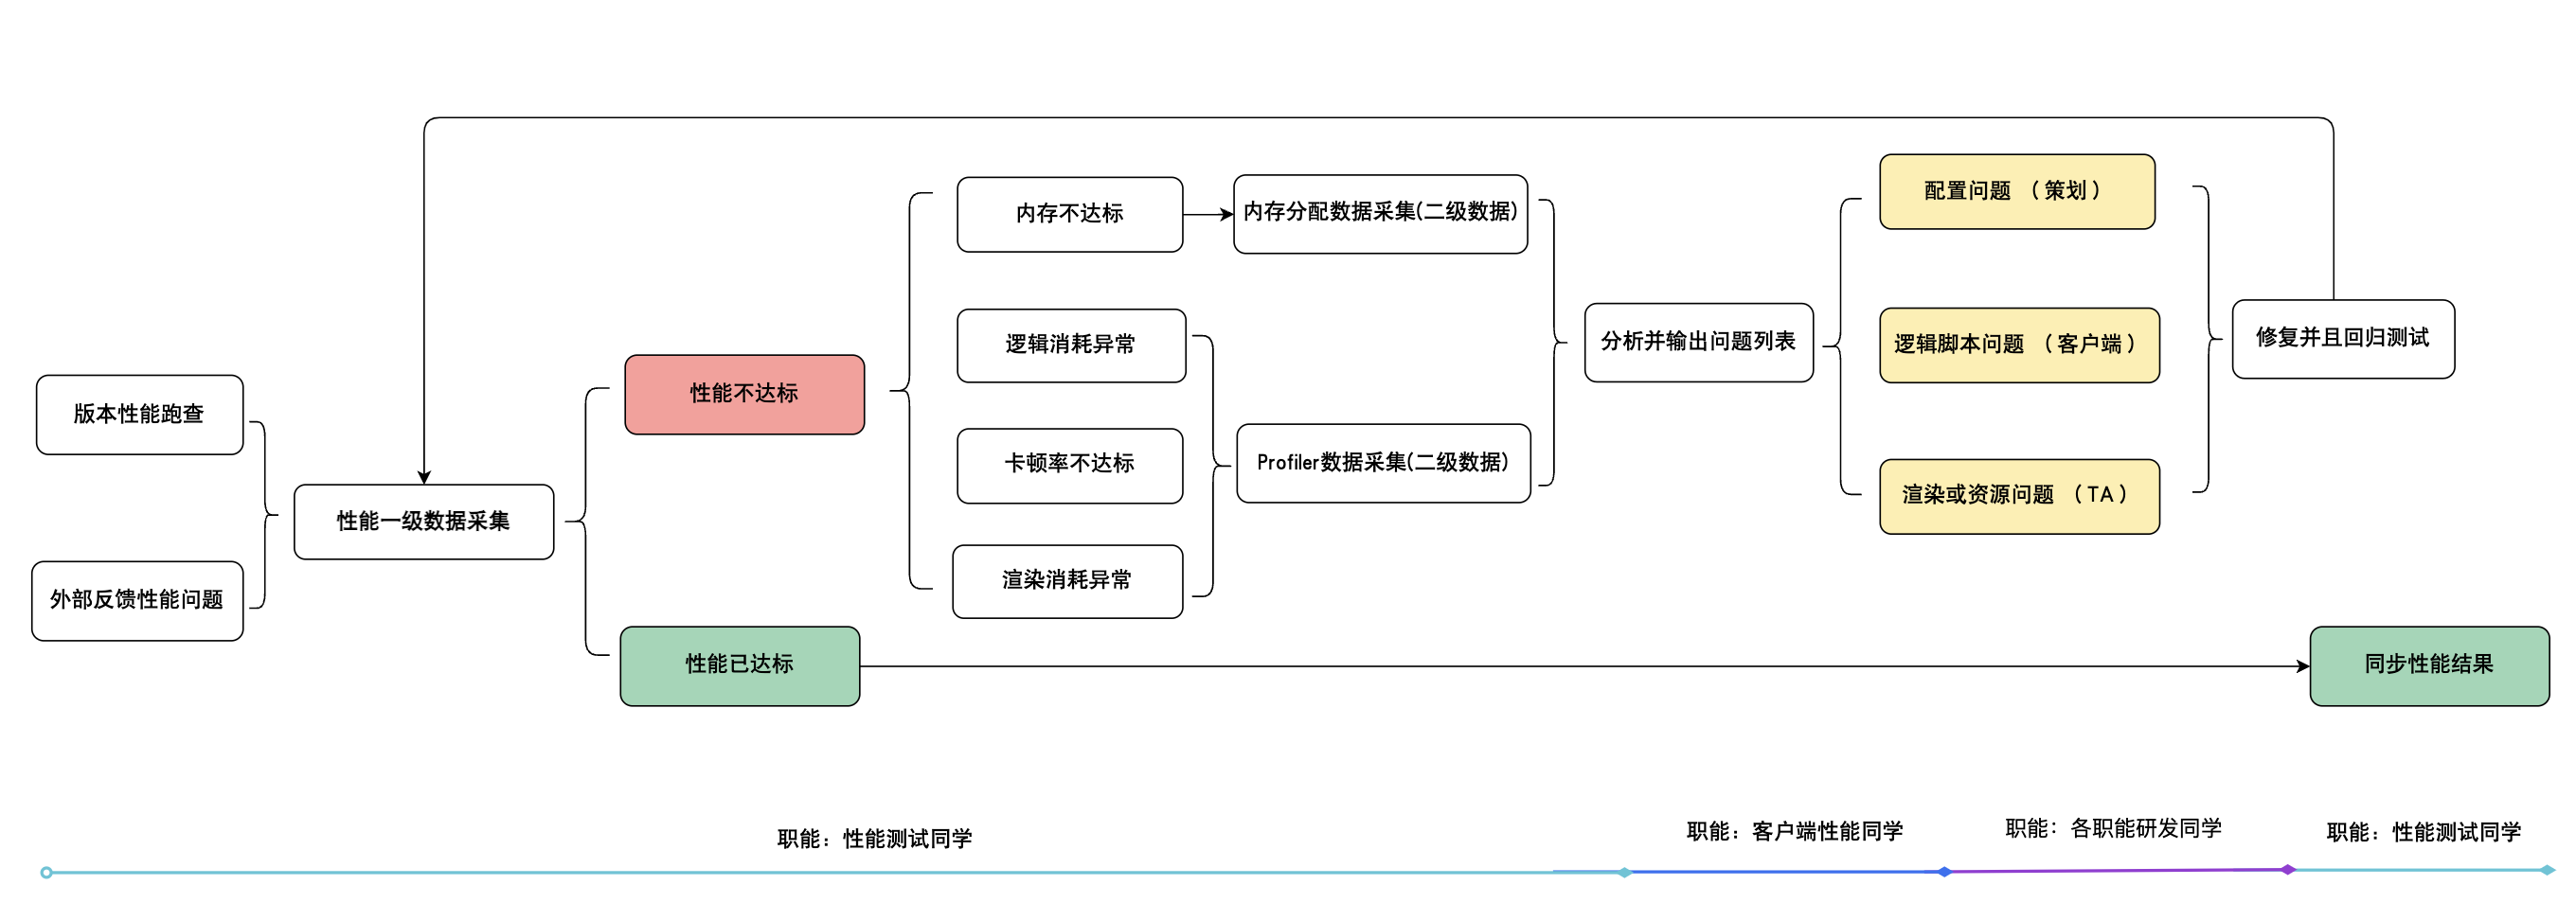 版本性能跑查
外部反馈性能问题
性能一级数据采集
性能不达标
性能已达标
内存不达标
逻辑消耗异常
卡顿率不达标
渲染消耗异常
内存分配数据采集(二级数据)
Profiler数据采集(二级数据)
分析并输出问题列表
配置问题 （策划）
逻辑脚本问题 （客户端）
渲染或资源问题 （TA）
修复并且回归测试
同步性能结果
职能：性能测试同学
职能：客户端性能同学
职能：各职能研发同学
职能：性能测试同学